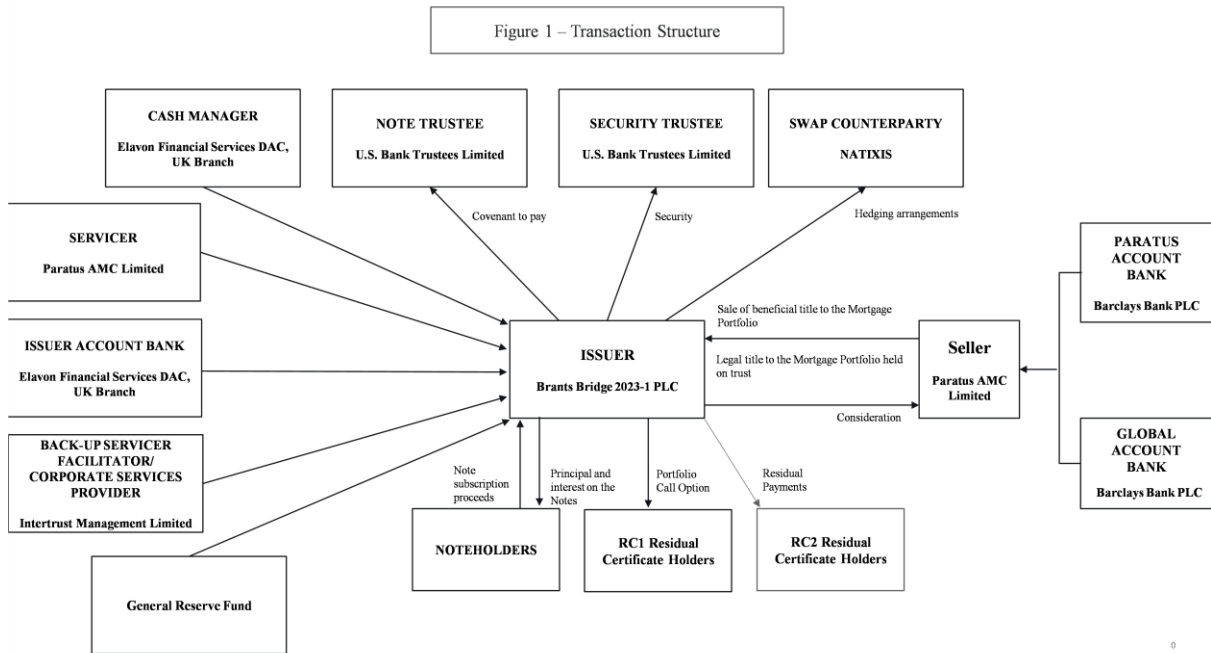 Figure 1 – Transaction Structure
CASH MANAGER
Elavon Financial Services DAC,
UK Branch
NOTE TRUSTEE
U.S. Bank Trustees Limited
SECURITY TRUSTEE
U.S. Bank Trustees Limited
SWAP COUNTERPARTY
NATIXIS
Covenant to pay
Security
Hedging arrangements
SERVICER
Paratus AMC Limited
PARATUS
ACCOUNT
BANK
Barclays Bank PLC
Sale of beneficial title to the Mortgage
Portfolio
ISSUER
Brants Bridge 2023-1 PLC
Legal title to the Mortgage Portfolio held
on trust
Seller
Paratus AMC
Limited
Consideration
ISSUER ACCOUNT BANK
Elavon Financial Services DAC,
UK Branch
GLOBAL
ACCOUNT
BANK
Barclays Bank PLC
BACK-UP SERVICER
FACILITATOR/
CORPORATE SERVICES
PROVIDER
Intertrust Management Limited
Note
subscription
proceeds
Principal and
interest on the
Notes
Portfolio
Call Option
Residual
Payments
NOTEHOLDERS
RC1 Residual
Certificate Holders
RC2 Residual
Certificate Holders
General Reserve Fund
0